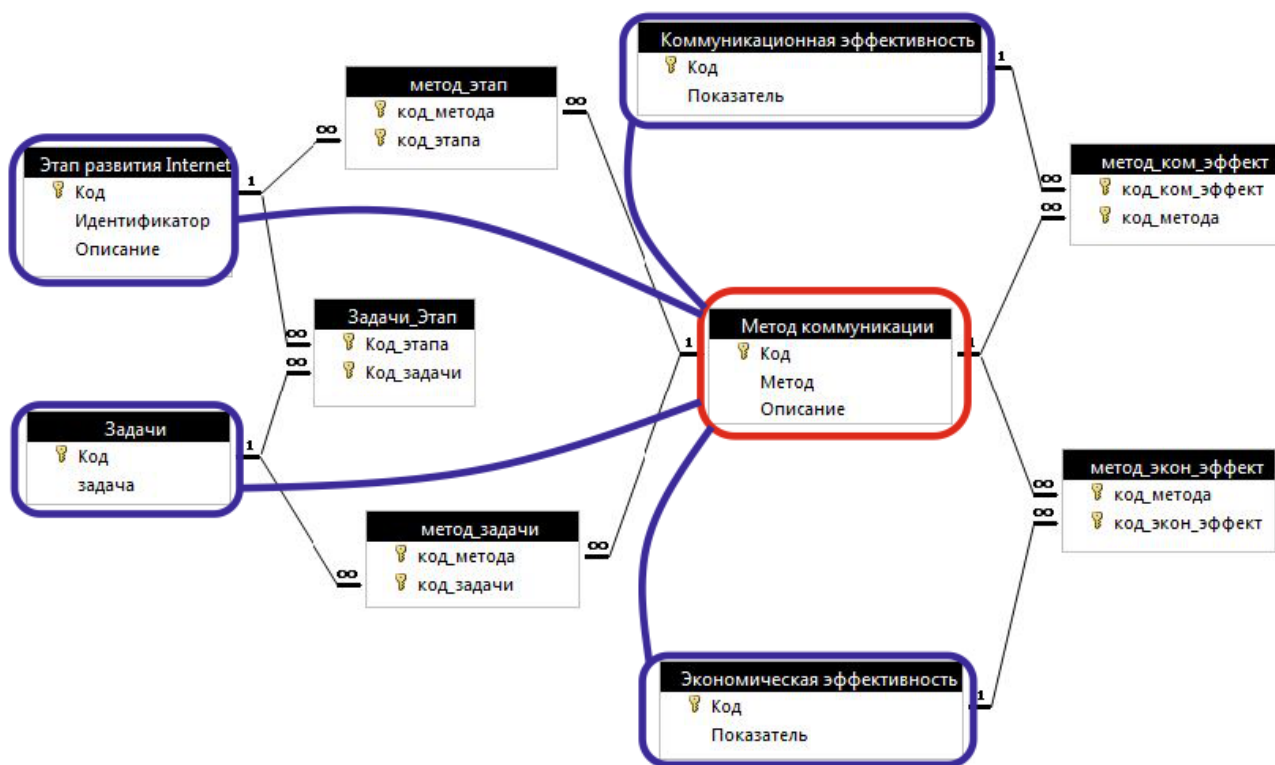 Коммуникационная эффективность
Код
Показатель
1
метод_этап
код_метода
код_этапа
∞
∞
Этап развития Internet
Код
Идентификатор
Описание
1
метод_ком_эффект
код_ком_эффект
код_метода
∞
∞
Задачи_Этап
Код_этапа
Код_задачи
∞
∞
Метод коммуникации
Код
Метод
Описание
1
1
Задачи
Код
задача
1
метод_экон_эффект
код_метода
код_экон_эффект
∞
∞
метод_задачи
код_метода
код_задачи
∞
∞
Экономическая эффективность
Код
Показатель
1